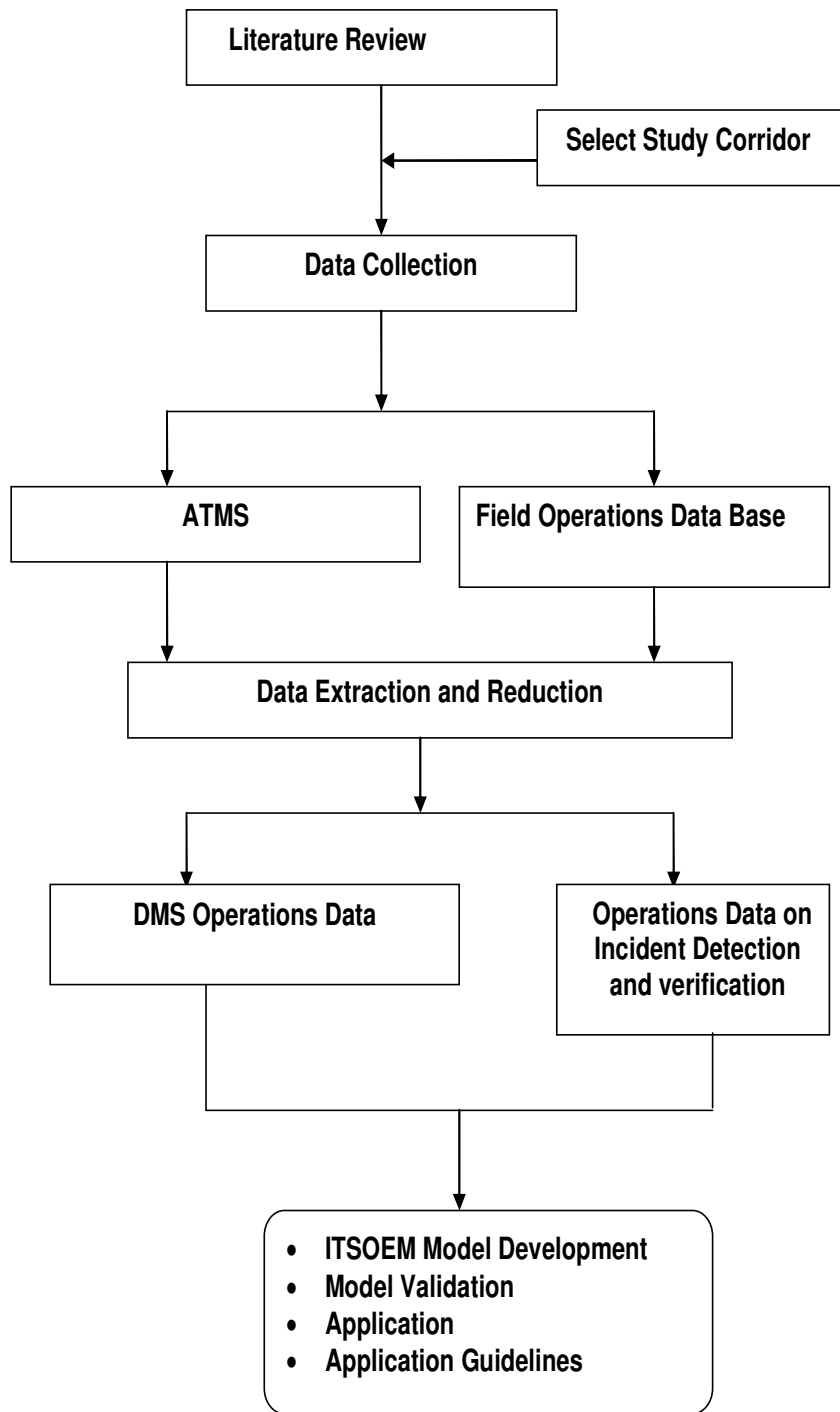 Literature Review
Select Study Corridor
Data Collection
ATMS
Field Operations Data Base
Data Extraction and Reduction
DMS Operations Data
Operations Data on
Incident Detection
and verification
• ITSOEM Model Development
• Model Validation
• Application
• Application Guidelines